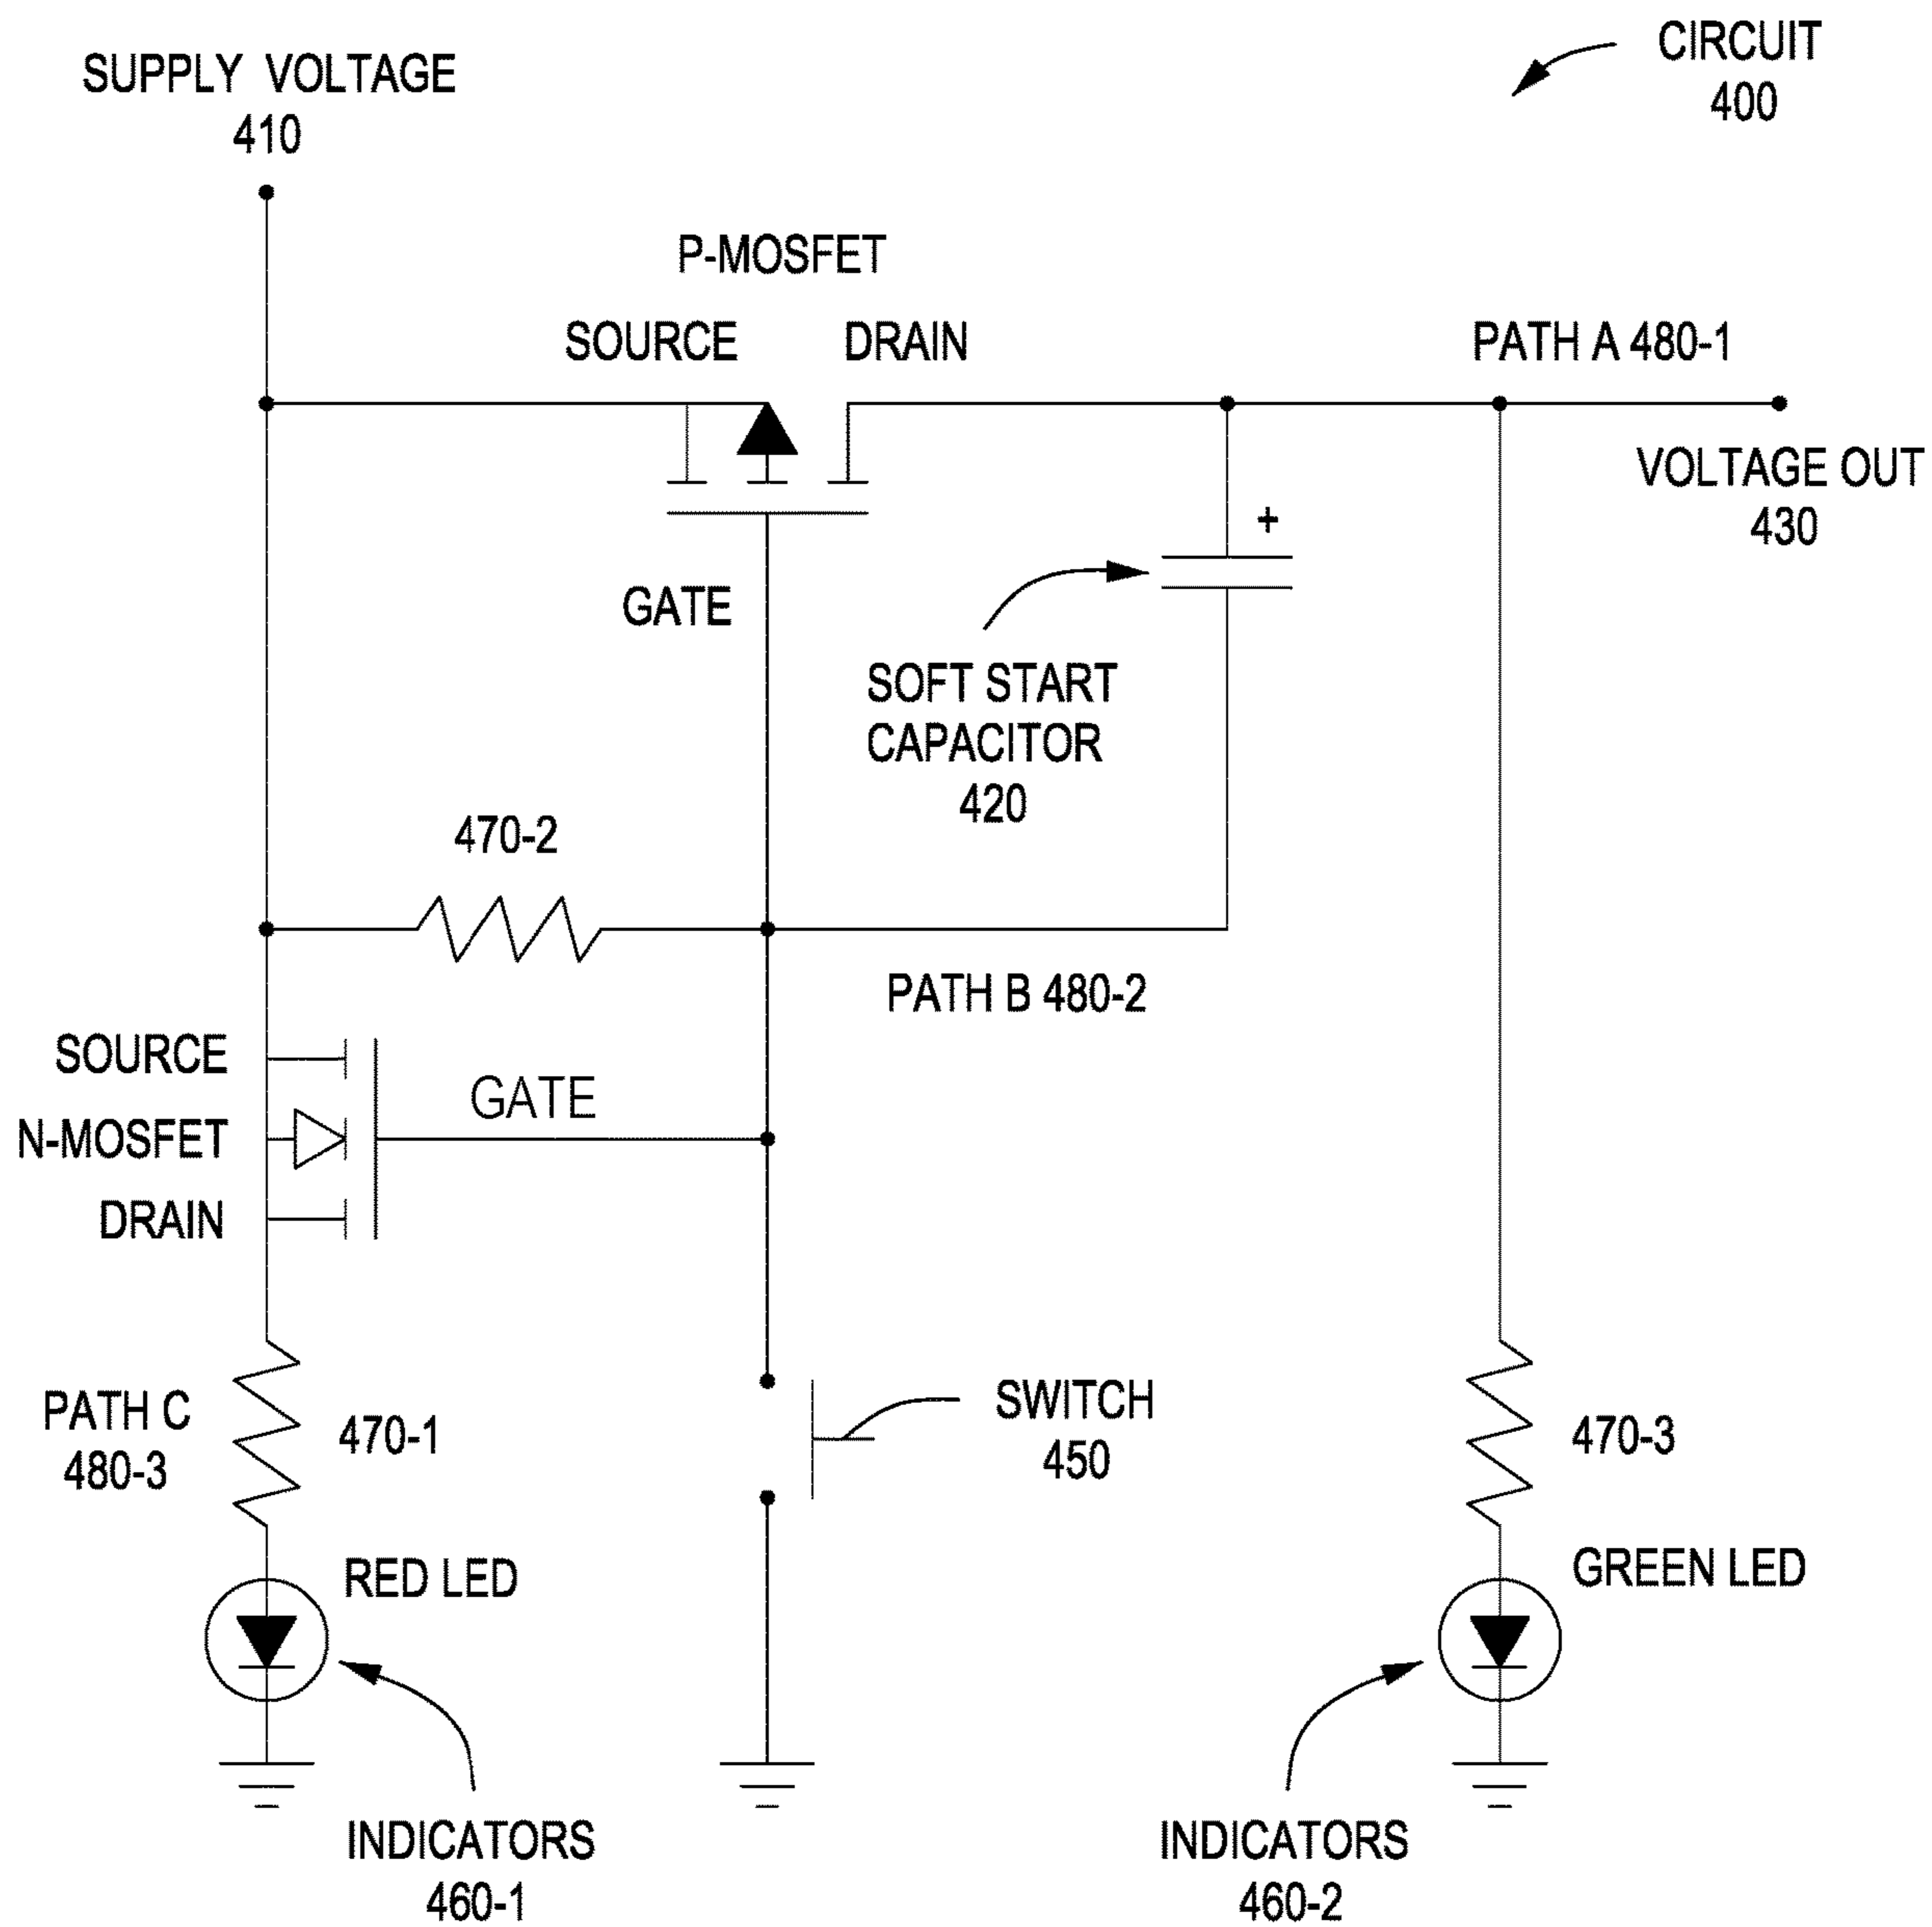 CIRCUIT
400
SUPPLY VOLTAGE
410
P-MOSFET
SOURCE
DRAIN
PATH A 480-1
VOLTAGE OUT
430
+
GATE
SOFT START
CAPACITOR
420
470-2
PATH B 480-2
SOURCE
GATE
N-MOSFET
DRAIN
PATH C
480-3
470-1
SWITCH
450
470-3
RED LED
GREEN LED
INDICATORS
460-1
INDICATORS
460-2